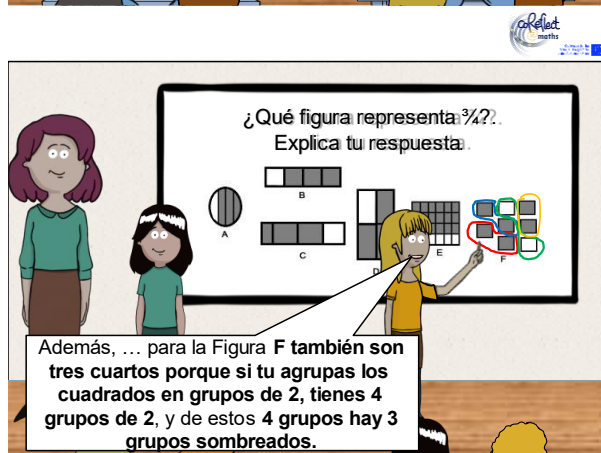 coReflect
maths
¿Qué figura representa ¾?.
Explica tu respuesta.
A
B
C
D
E
F
Además, … para la Figura F también son
tres cuartos porque si tu agrupas los
cuadrados en grupos de 2, tienes 4
grupos de 2, y de estos 4 grupos hay 3
grupos sombreados.